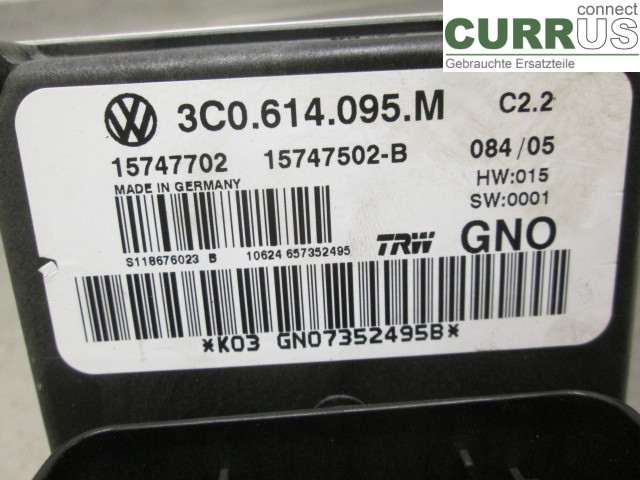 connect
CURRUS
Gebrauchte Ersatzteile
3C0.614.095.M C2.2
15747702 15747502-B 084/05
MADE IN GERMANY HW:015
SW:0001
S118676023 B 10624 657352495 TRW GNO
*K03 GNO7352495B*